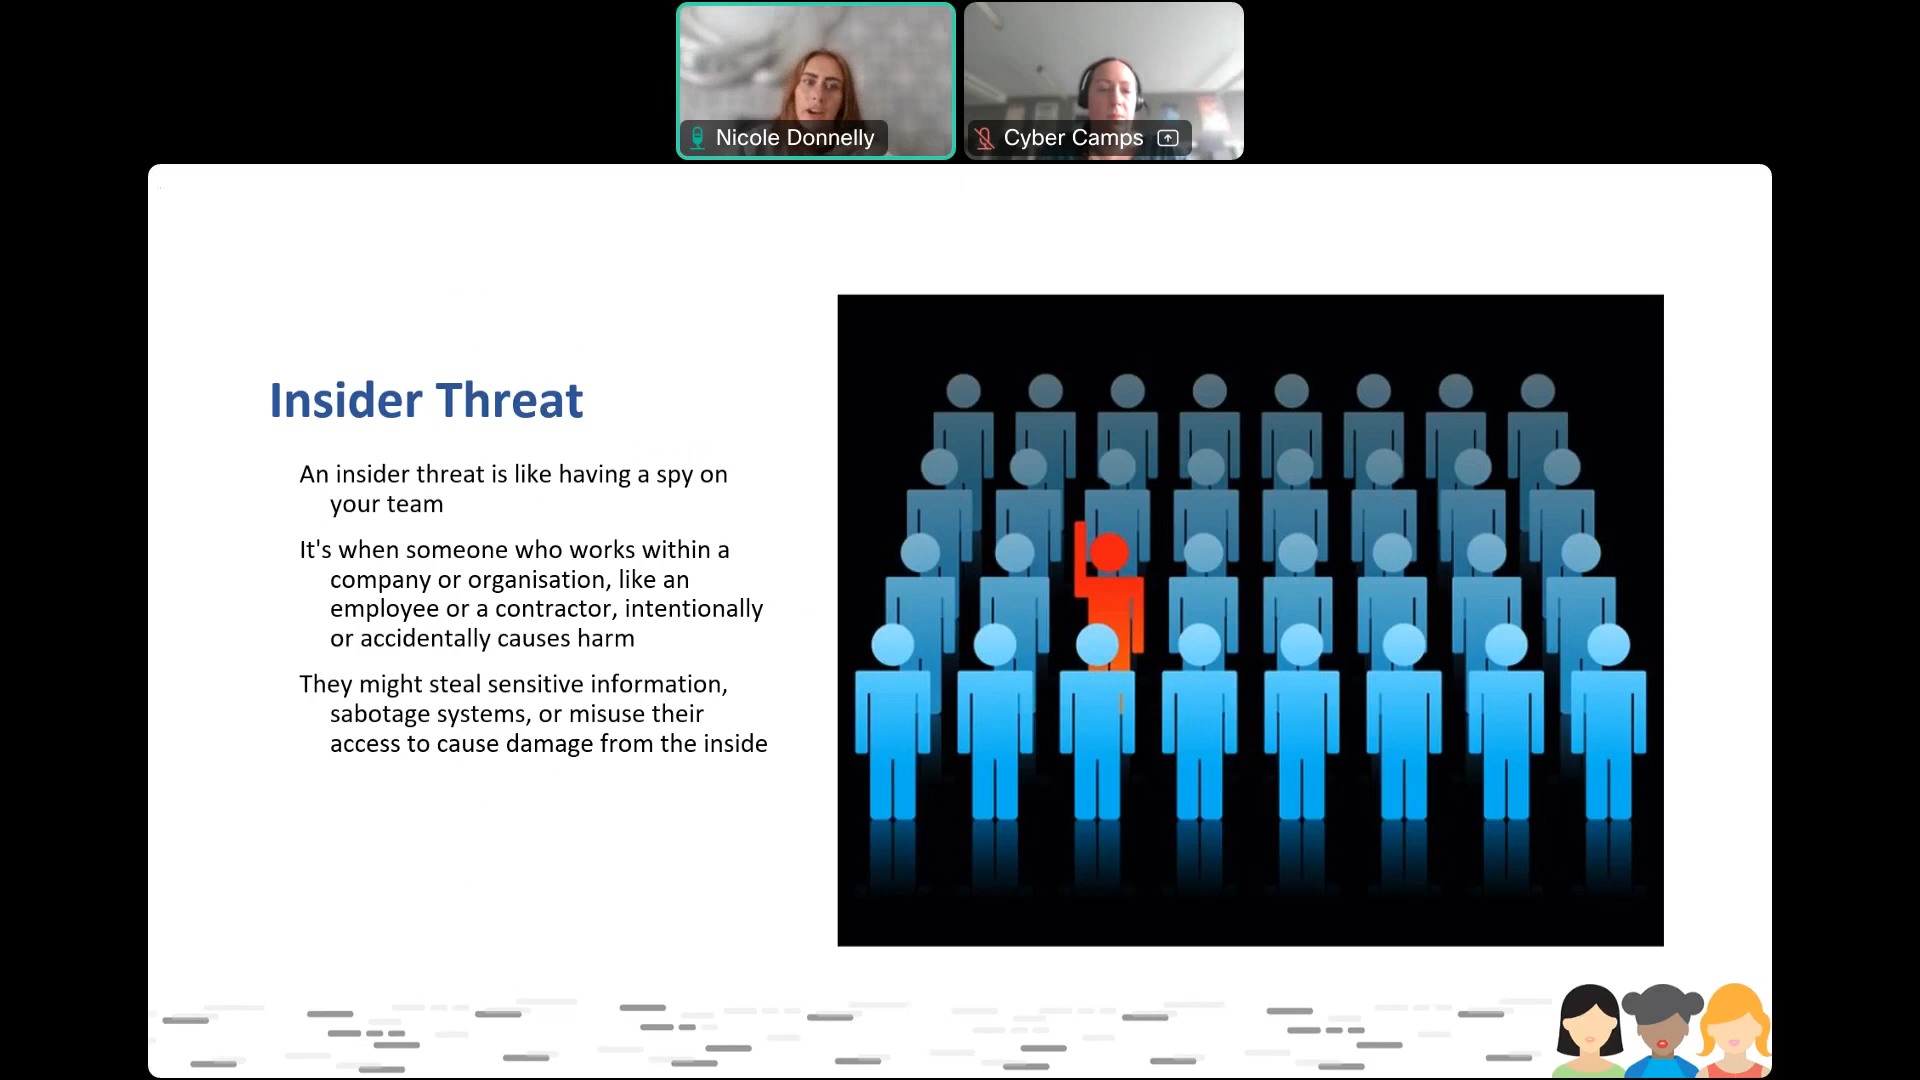 Nicole Donnelly
Cyber Camps
Insider Threat
An insider threat is like having a spy on
your team
It's when someone who works within a
company or organisation, like an
employee or a contractor, intentionally
or accidentally causes harm
They might steal sensitive information,
sabotage systems, or misuse their
access to cause damage from the inside